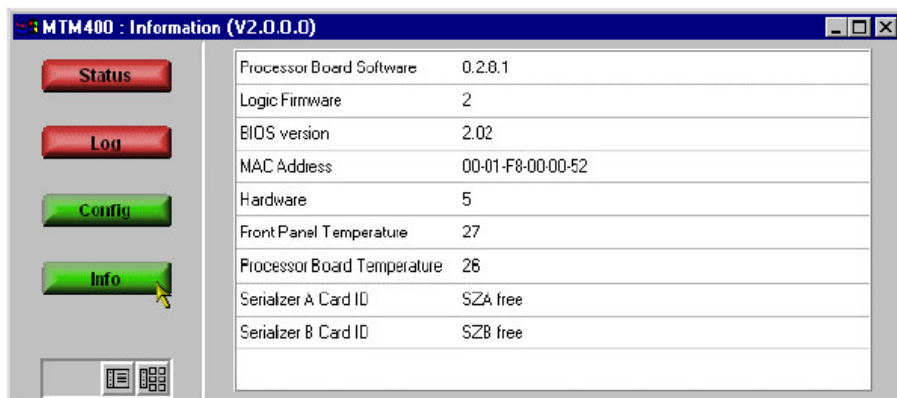 MTM400 : Information (V2.0.0.0)
Status
Log
Config
Info
Processor Board Software 0.2.8.1
Logic Firmware 2
BIOS version 2.02
MAC Address 00-01-F8-00-00-52
Hardware 5
Front Panel Temperature 27
Processor Board Temperature 26
Serializer A Card ID SZA free
Serializer B Card ID SZB free